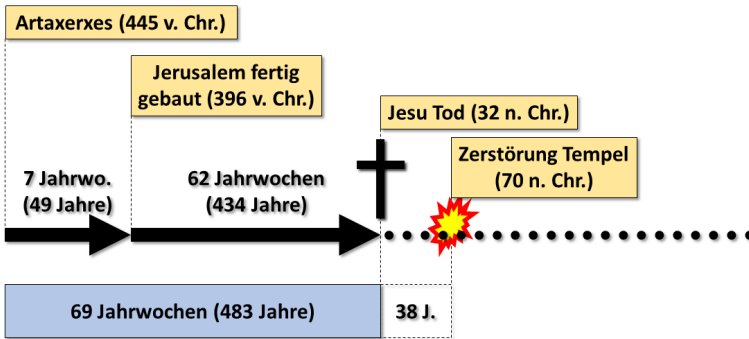 Artaxerxes (445 v. Chr.)
Jerusalem fertig
gebaut (396 v. Chr.)
Jesu Tod (32 n. Chr.)
Zerstörung Tempel
(70 n. Chr.)
7 Jahrwo.
(49 Jahre)
62 Jahrwochen
(434 Jahre)
69 Jahrwochen (483 Jahre)
38 J.